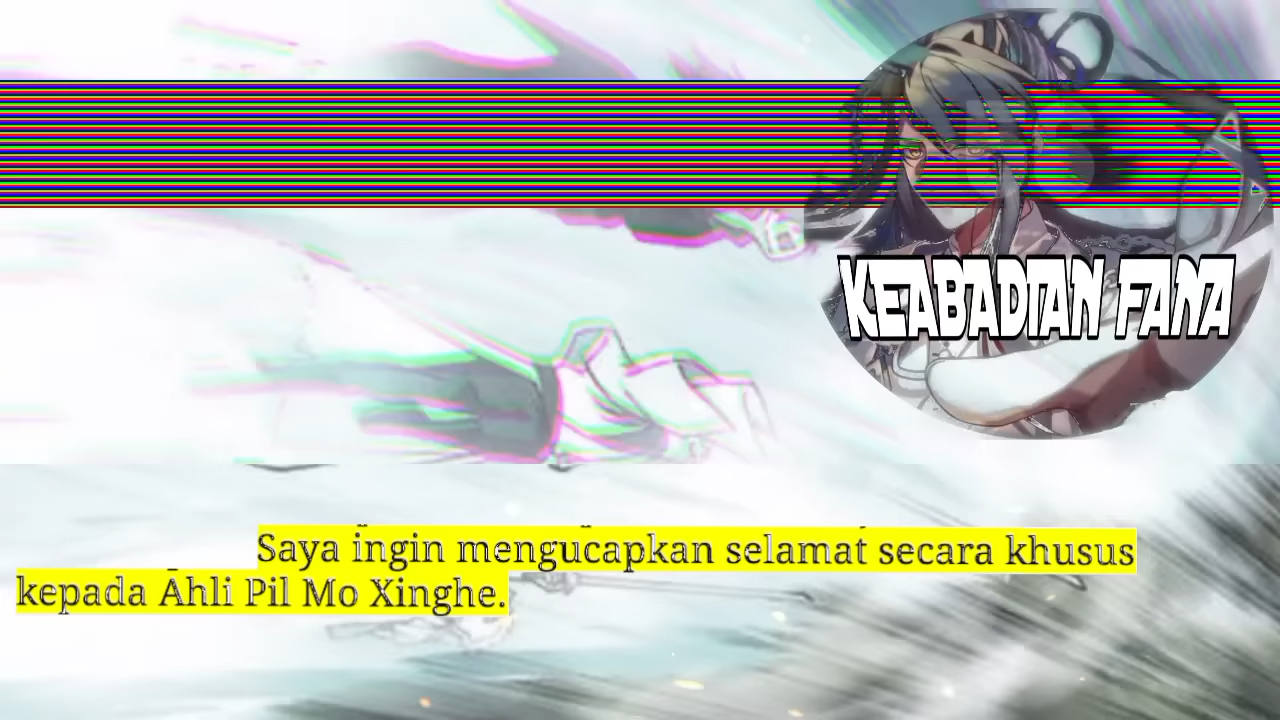 KEABADIAN FANA
Saya ingin mengucapkan selamat secara khusus
kepada Ahli Pil Mo Xinghe.